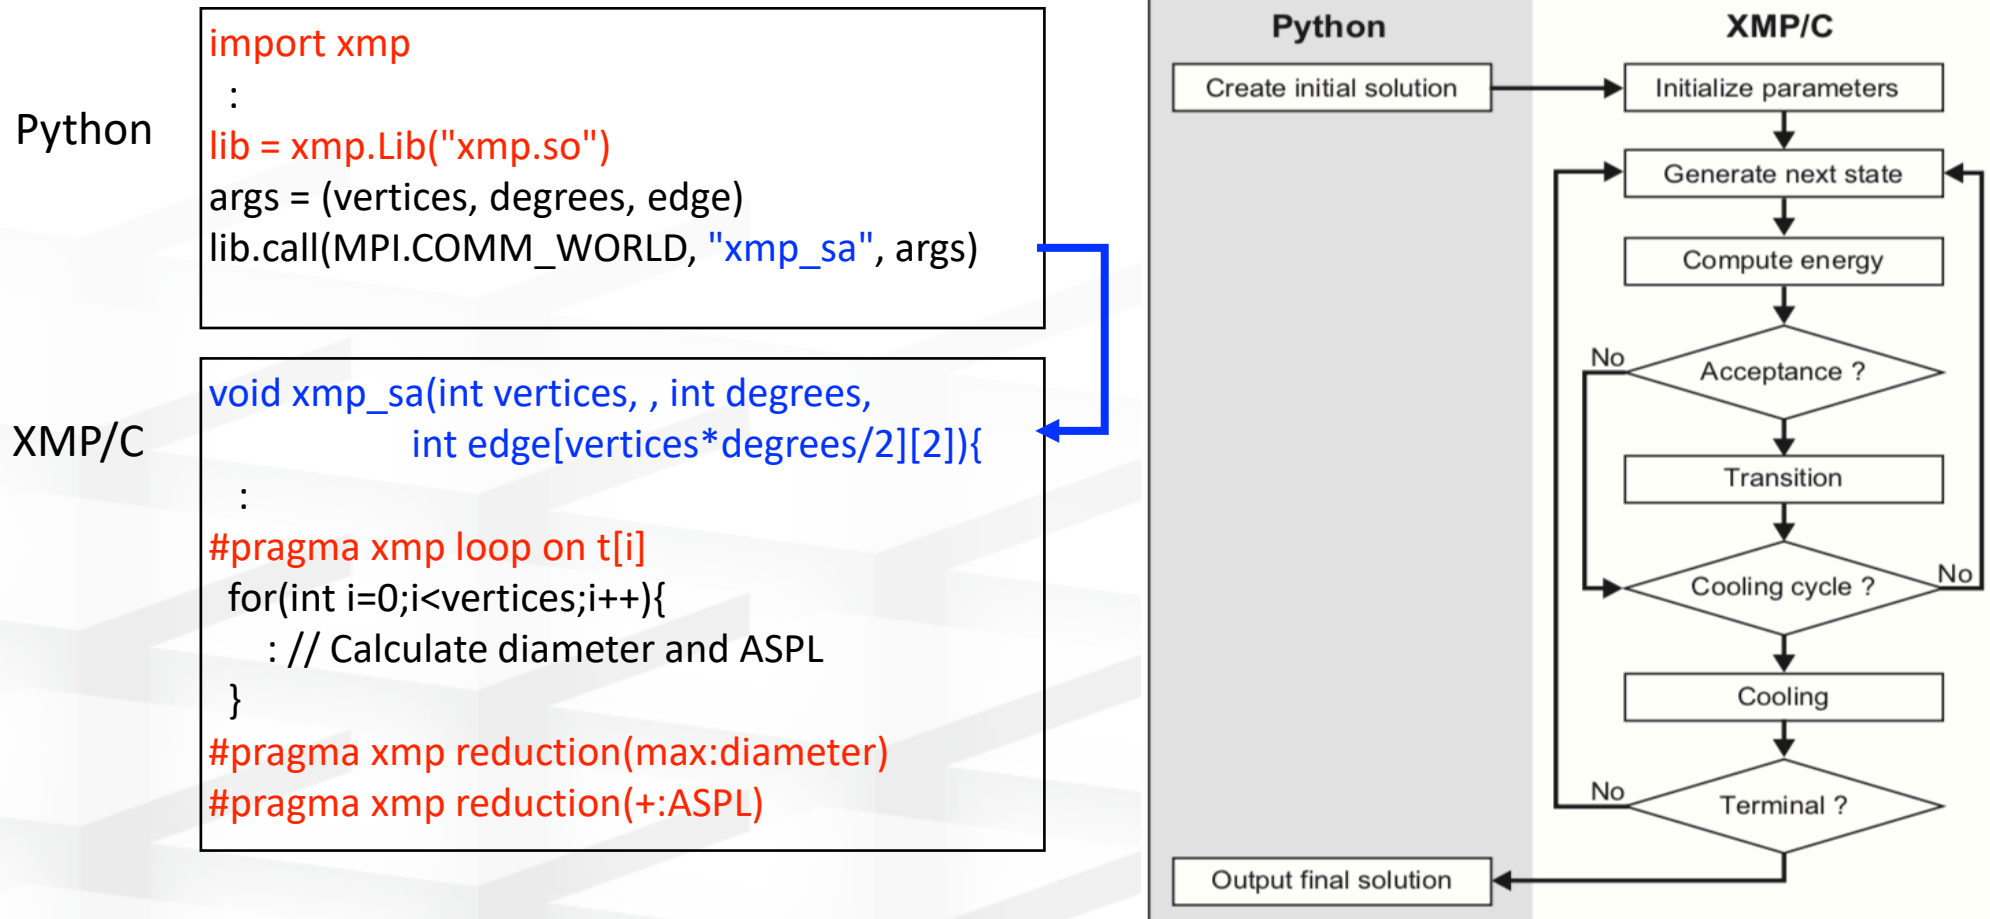 Python
import xmp
:
lib = xmp.Lib("xmp.so")
args = (vertices, degrees, edge)
lib.call(MPI.COMM_WORLD, "xmp_sa", args)
XMP/C
void xmp_sa(int vertices, , int degrees,
int edge[vertices*degrees/2][2]){
:
#pragma xmp loop on t[i]
for(int i=0;i<vertices;i++){
: // Calculate diameter and ASPL
}
#pragma xmp reduction(max:diameter)
#pragma xmp reduction(+:ASPL)
Python
XMP/C
Create initial solution
Initialize parameters
Generate next state
Compute energy
No
Acceptance ?
Transition
Cooling cycle ?
No
Cooling
No
Terminal ?
Output final solution